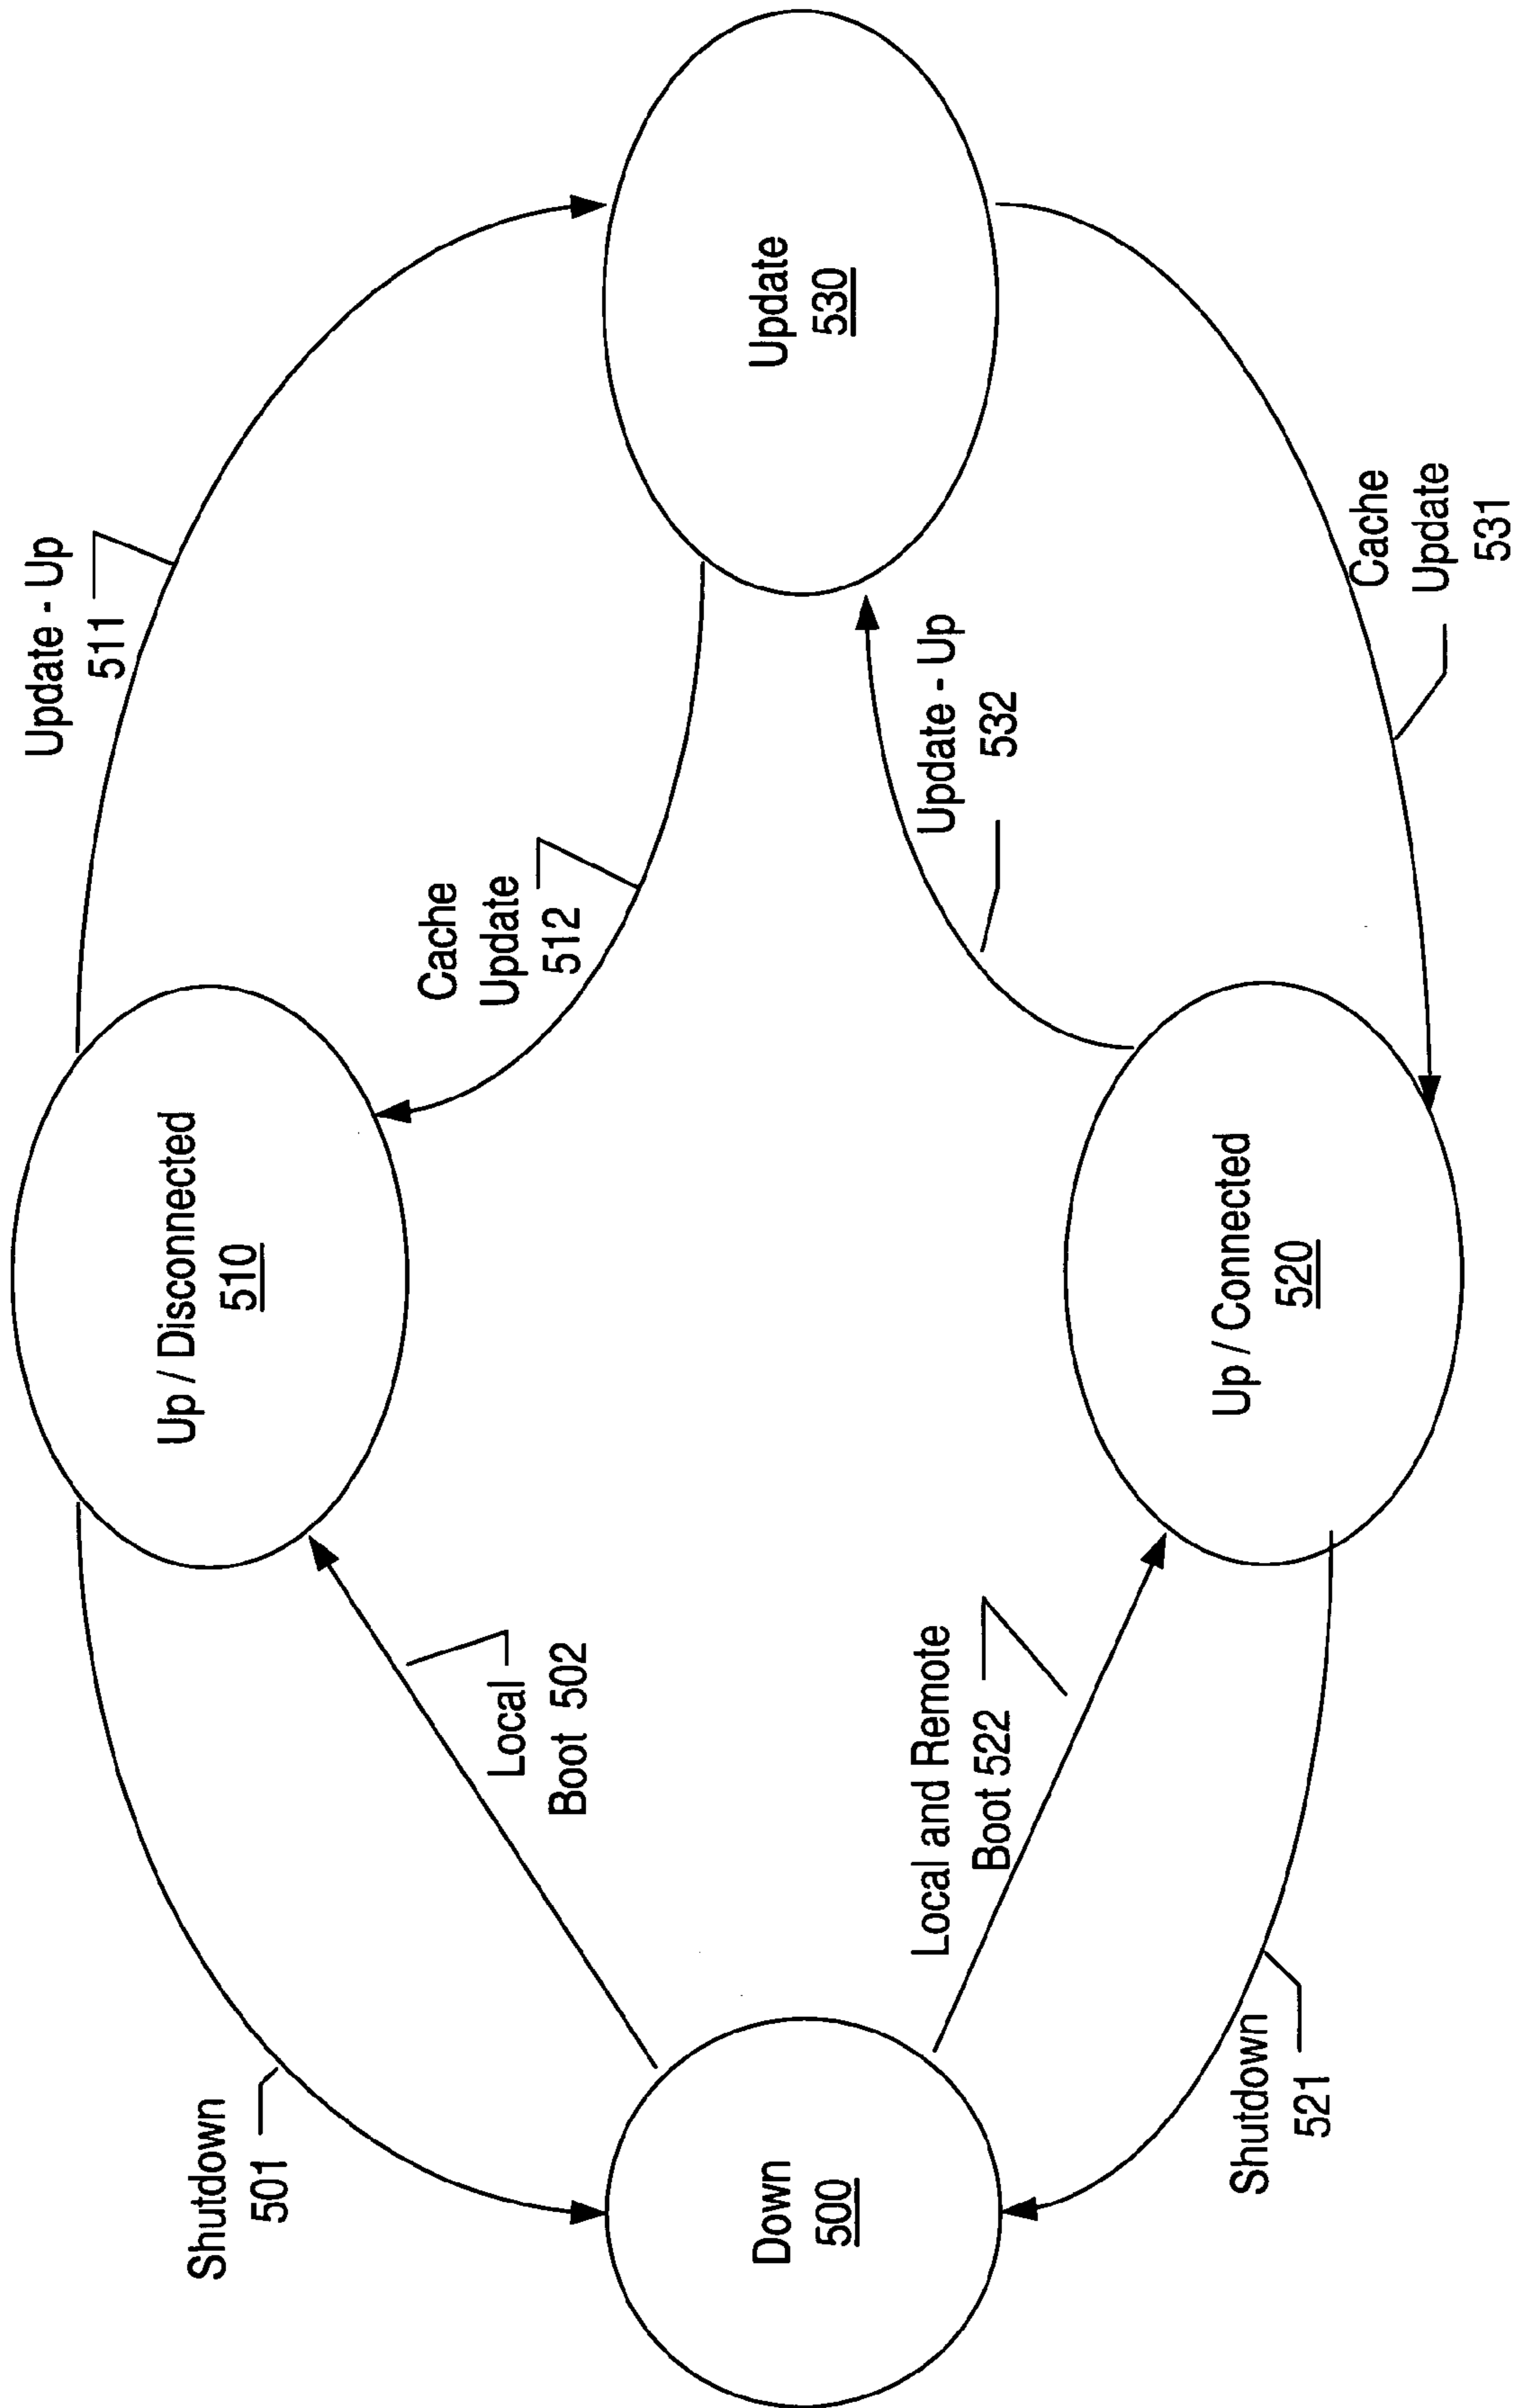 Update - Up
511
Up / Disconnected
510
Shutdown
501
Cache
Update
512
Local
Boot 502
Update
530
Down
500
Update - Up
532
Local and Remote
Boot 522
Up / Connected
520
Shutdown
521
Cache
Update
531